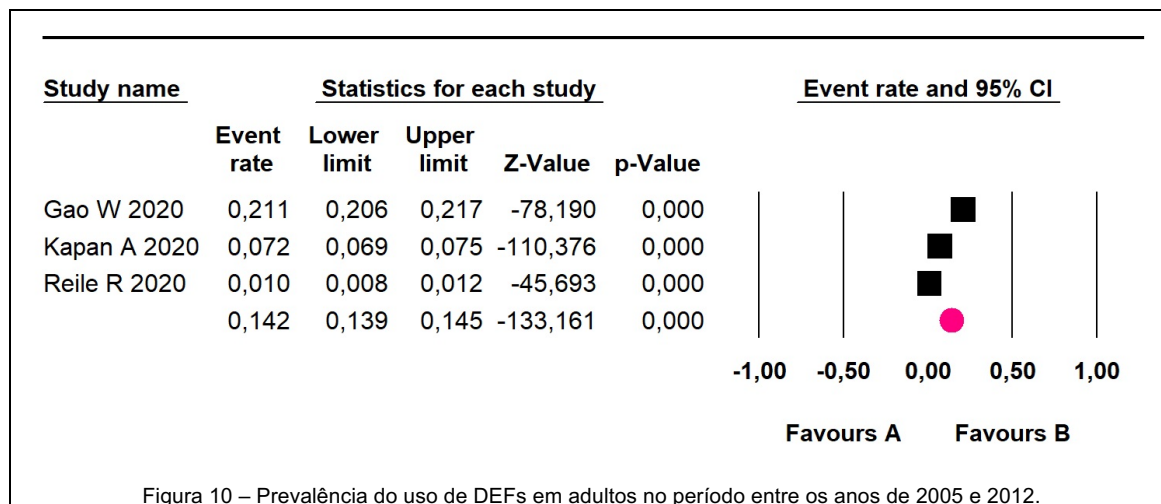 Study name Statistics for each study Event rate and 95% CI
Event Lower Upper
rate limit limit Z-Value p-Value
Gao W 2020 0,211 0,206 0,217 -78,190 0,000
Kapan A 2020 0,072 0,069 0,075 -110,376 0,000
Reile R 2020 0,010 0,008 0,012 -45,693 0,000
0,142 0,139 0,145 -133,161 0,000
-1,00 -0,50 0,00 0,50 1,00
Favours A Favours B
Figura 10 – Prevalência do uso de DEFs em adultos no período entre os anos de 2005 e 2012.